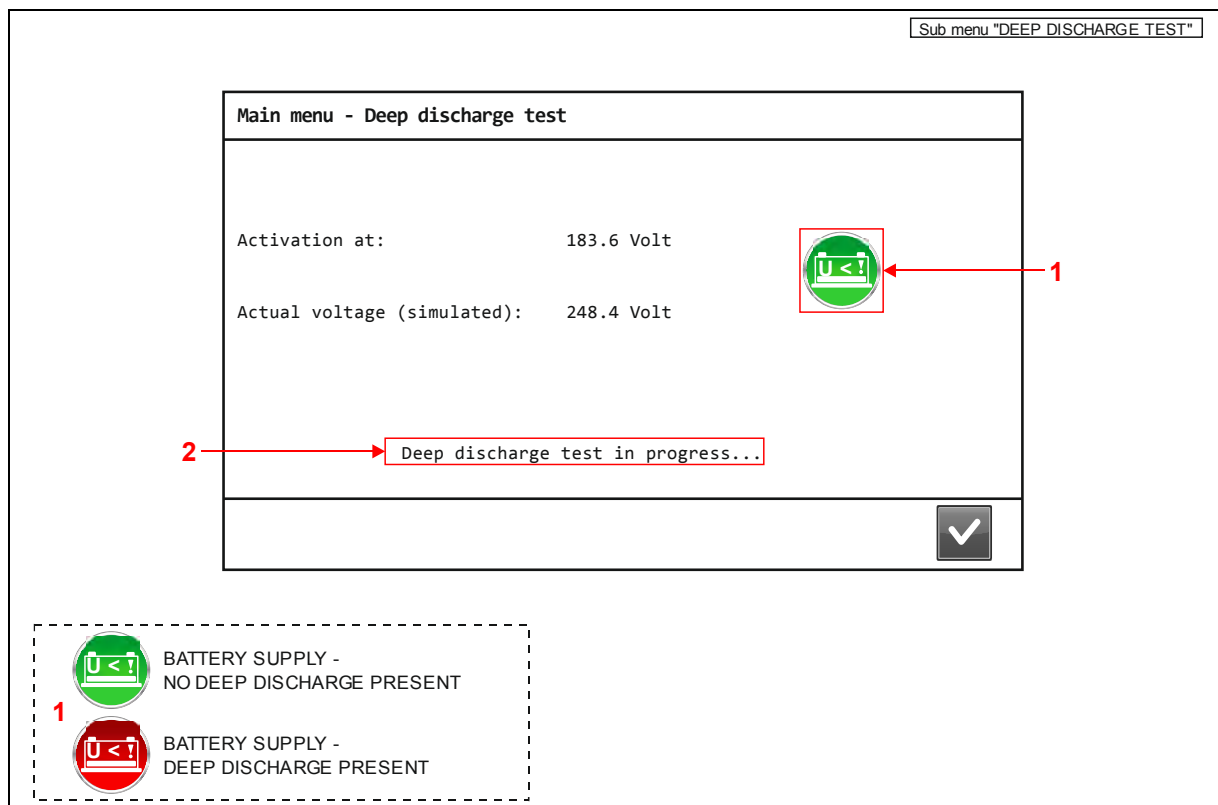 Sub menu "DEEP DISCHARGE TEST"
Main menu - Deep discharge test
Activation at: 183.6 Volt
U < !
1
Actual voltage (simulated): 248.4 Volt
2
Deep discharge test in progress...
U < !
BATTERY SUPPLY -
NO DEEP DISCHARGE PRESENT
1
U < !
BATTERY SUPPLY -
DEEP DISCHARGE PRESENT